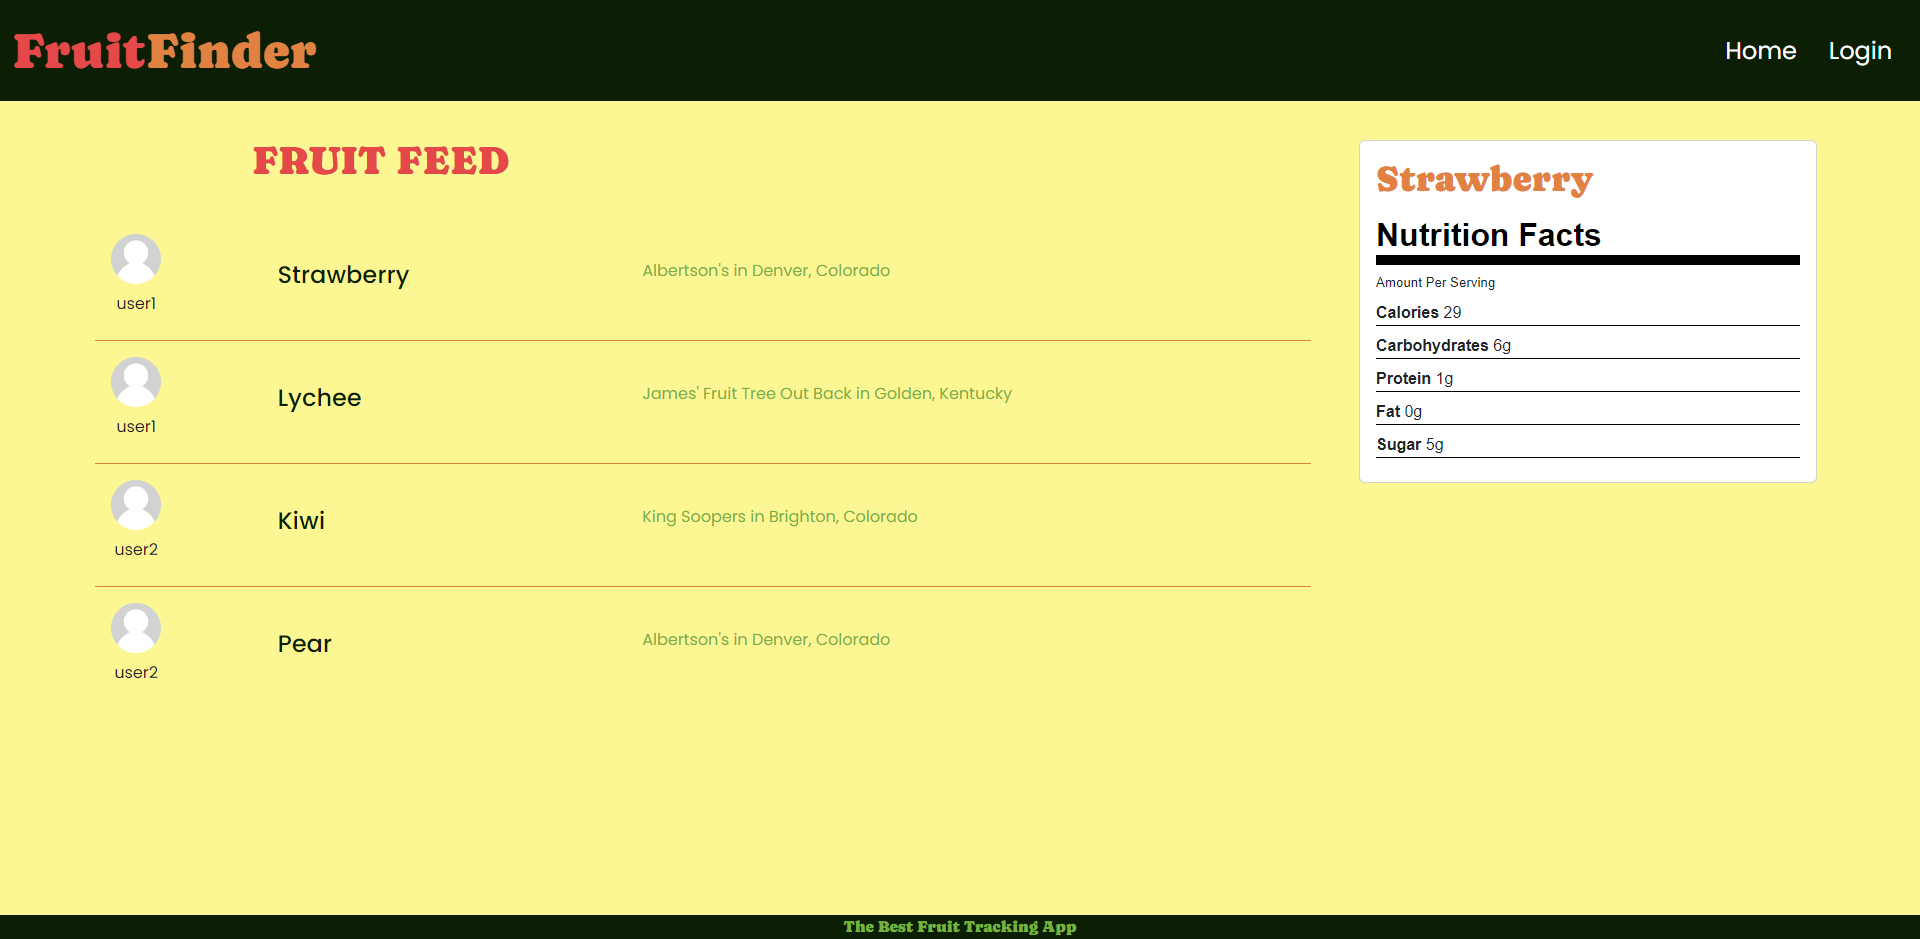 FruitFinder
Home
Login
FRUIT FEED
user1
Strawberry
Albertson's in Denver, Colorado
user1
Lychee
James' Fruit Tree Out Back in Golden, Kentucky
user2
Kiwi
King Soopers in Brighton, Colorado
user2
Pear
Albertson's in Denver, Colorado
Strawberry
Nutrition Facts
Amount Per Serving
Calories 29
Carbohydrates 6g
Protein 1g
Fat 0g
Sugar 5g
The Best Fruit Tracking App